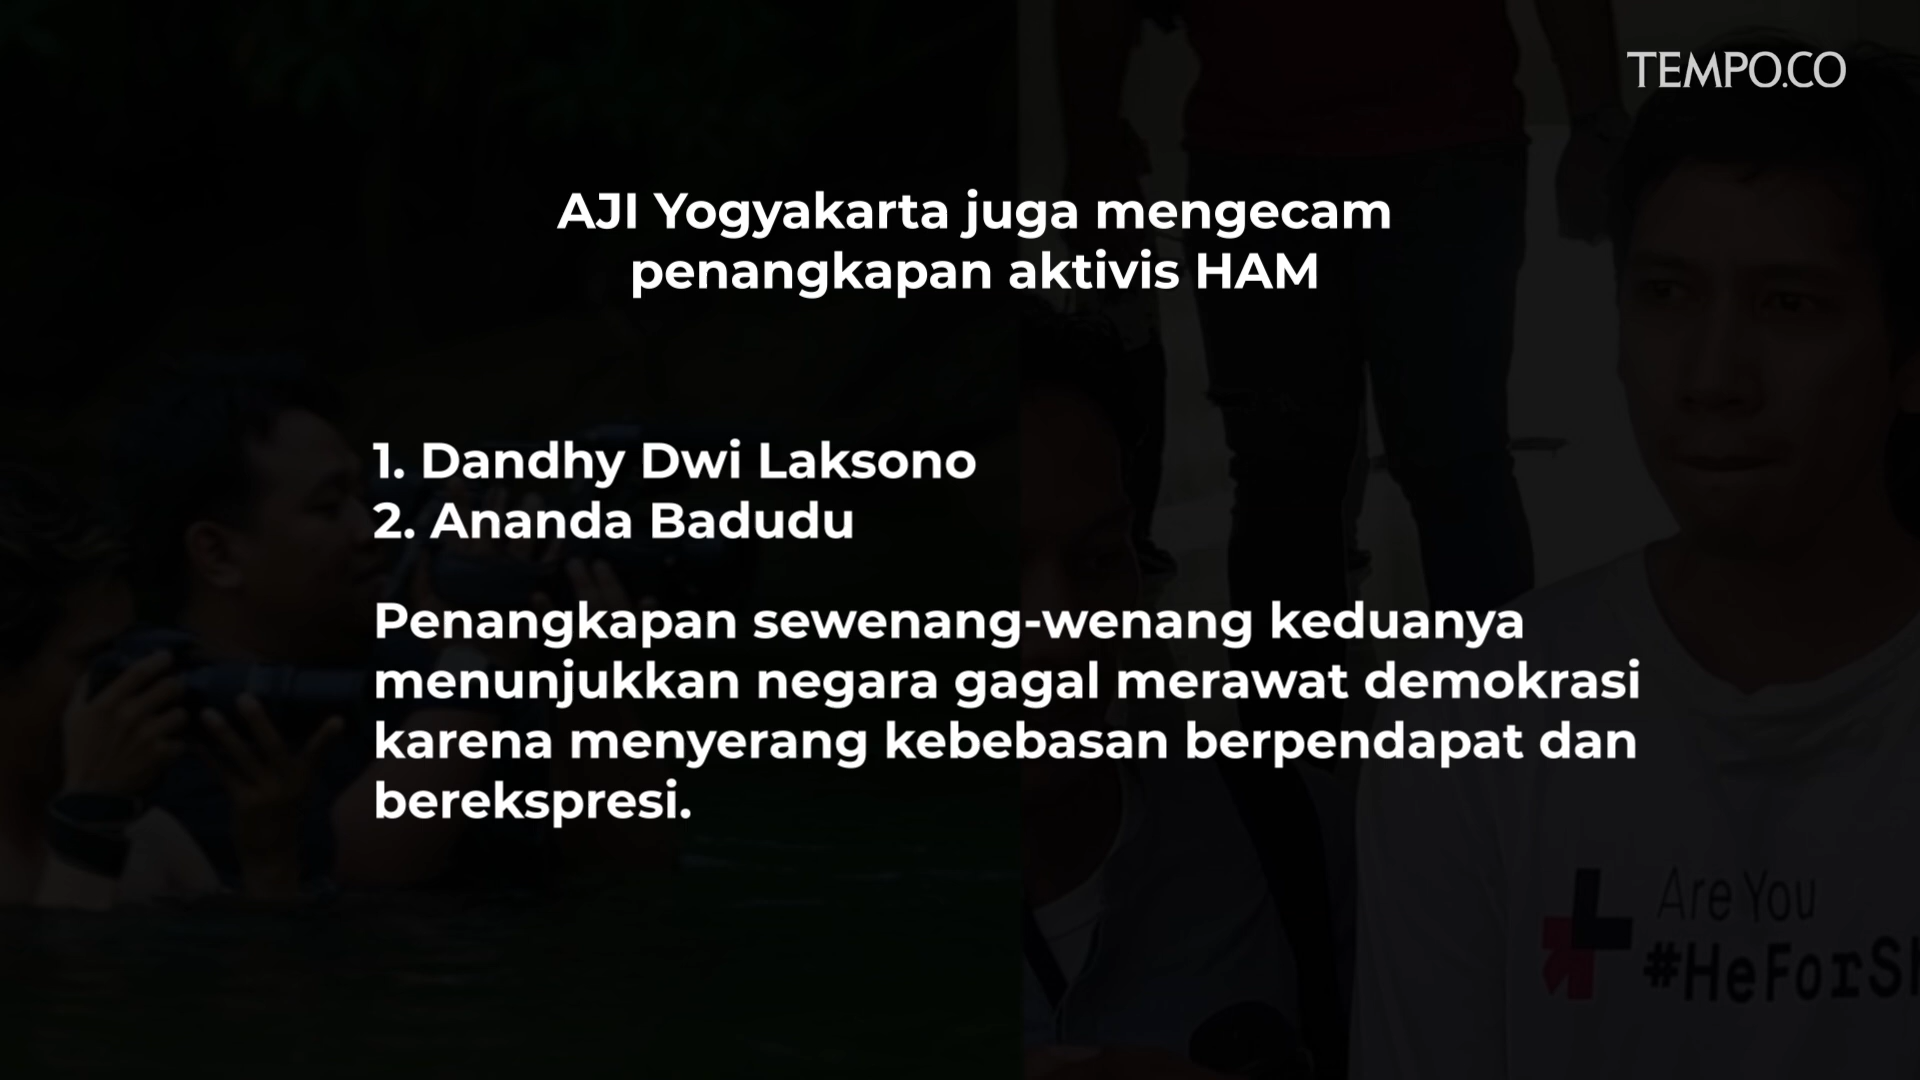 TEMPO.CO
AJI Yogyakarta juga mengecam
penangkapan aktivis HAM
1. Dandhy Dwi Laksono
2. Ananda Badudu
Penangkapan sewenang-wenang keduanya
menunjukkan negara gagal merawat demokrasi
karena menyerang kebebasan berpendapat dan
berekspresi.
Are You
#HeForS